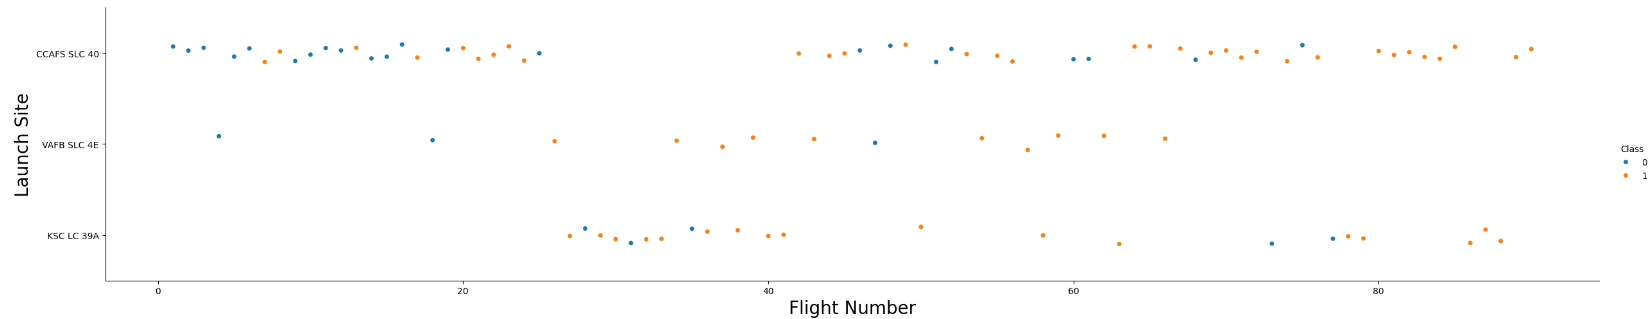 CCAFS SLC 40
VAFB SLC 4E
KSC LC 39A
Launch Site
0 20 40 60 80
Flight Number
Class
0
1